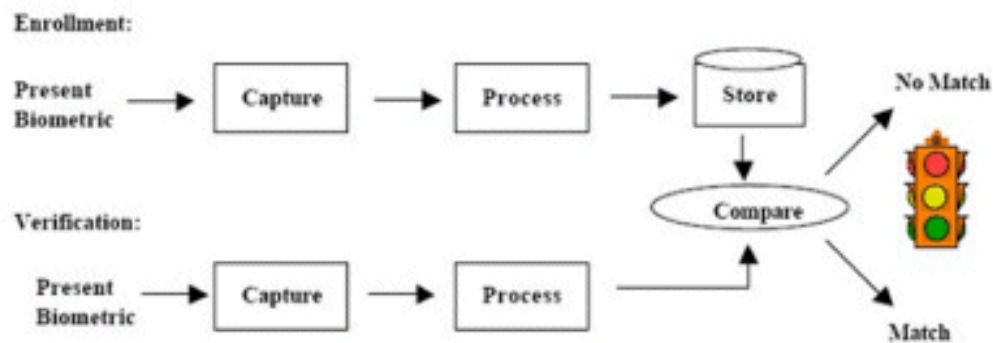 Enrollment:
Present
Biometric
Capture
Process
Store
No Match
Compare
Verification:
Present
Biometric
Capture
Process
Match